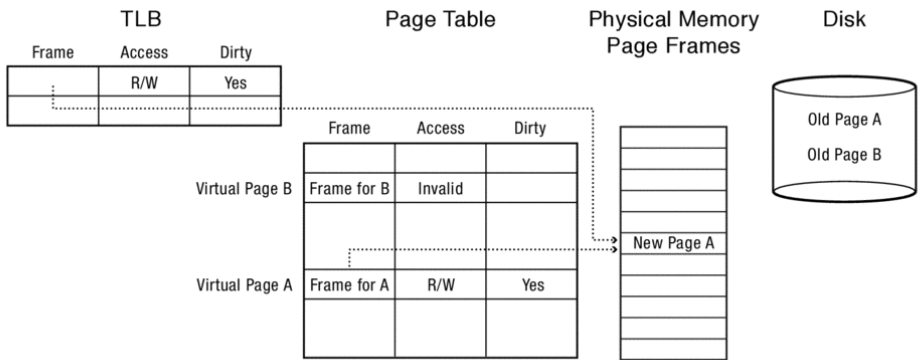 TLB
Page Table
Physical Memory
Page Frames
Disk
Frame Access Dirty
R/W Yes
Frame Access Dirty
Virtual Page B Frame for B Invalid
Virtual Page A Frame for A R/W Yes
New Page A
Old Page A
Old Page B